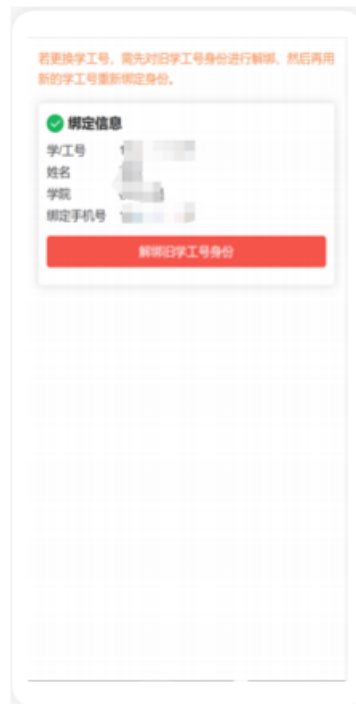 若更换学工号，需先对旧学工号身份进行解绑，然后再用
新的学工号重新绑定身份。
绑定信息
学/工号
姓名
学院
绑定手机号
解绑旧学工号身份